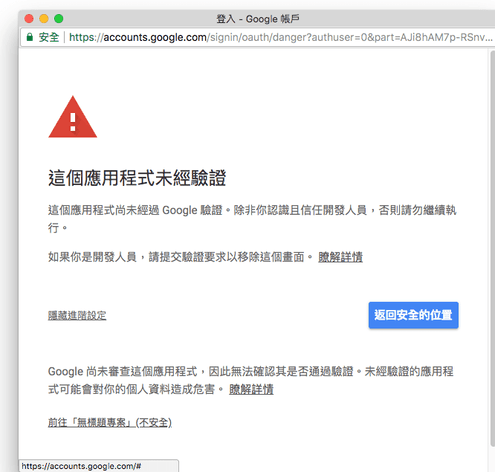 登入 - Google 帳戶
安全 | https://accounts.google.com/signin/oauth/danger?authuser=0&part=AJi8hAM7p-RSnv...
這個應用程式未經驗證
這個應用程式尚未經過 Google 驗證。除非你認識且信任開發人員，否則請勿繼續執
行。
如果你是開發人員，請提交驗證要求以移除這個畫面。 瞭解詳情
隱藏進階設定
返回安全的位置
Google 尚未審查這個應用程式，因此無法確認其是否通過驗證。未經驗證的應用程
式可能會對你的個人資料造成危害。 瞭解詳情
前往「無標題專案」(不安全)
https://accounts.google.com/#